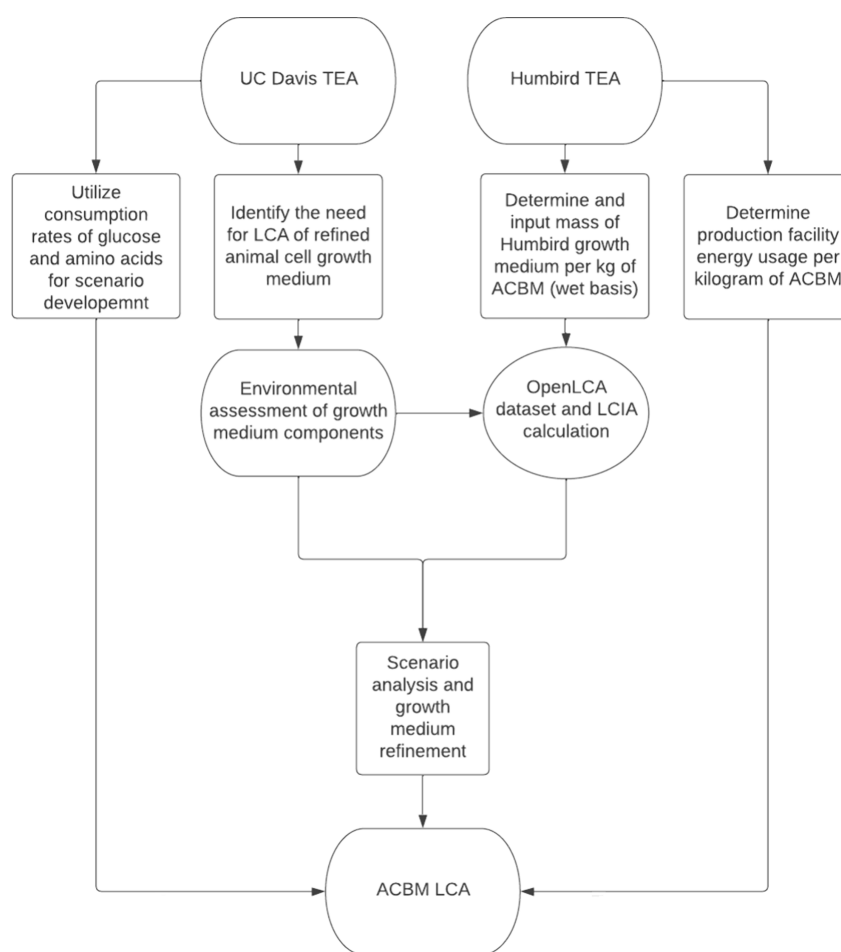 UC Davis TEA
Humbird TEA
Utilize
consumption
rates of glucose
and amino acids
for scenario
developemnt
Identify the need
for LCA of refined
animal cell growth
medium
Determine and
input mass of
Humbird growth
medium per kg of
ACBM (wet basis)
Determine
production facility
energy usage per
kilogram of ACBM
Environmental
assessment of growth
medium components
OpenLCA
dataset and LCIA
calculation
Scenario
analysis and
growth
medium
refinement
ACBM LCA